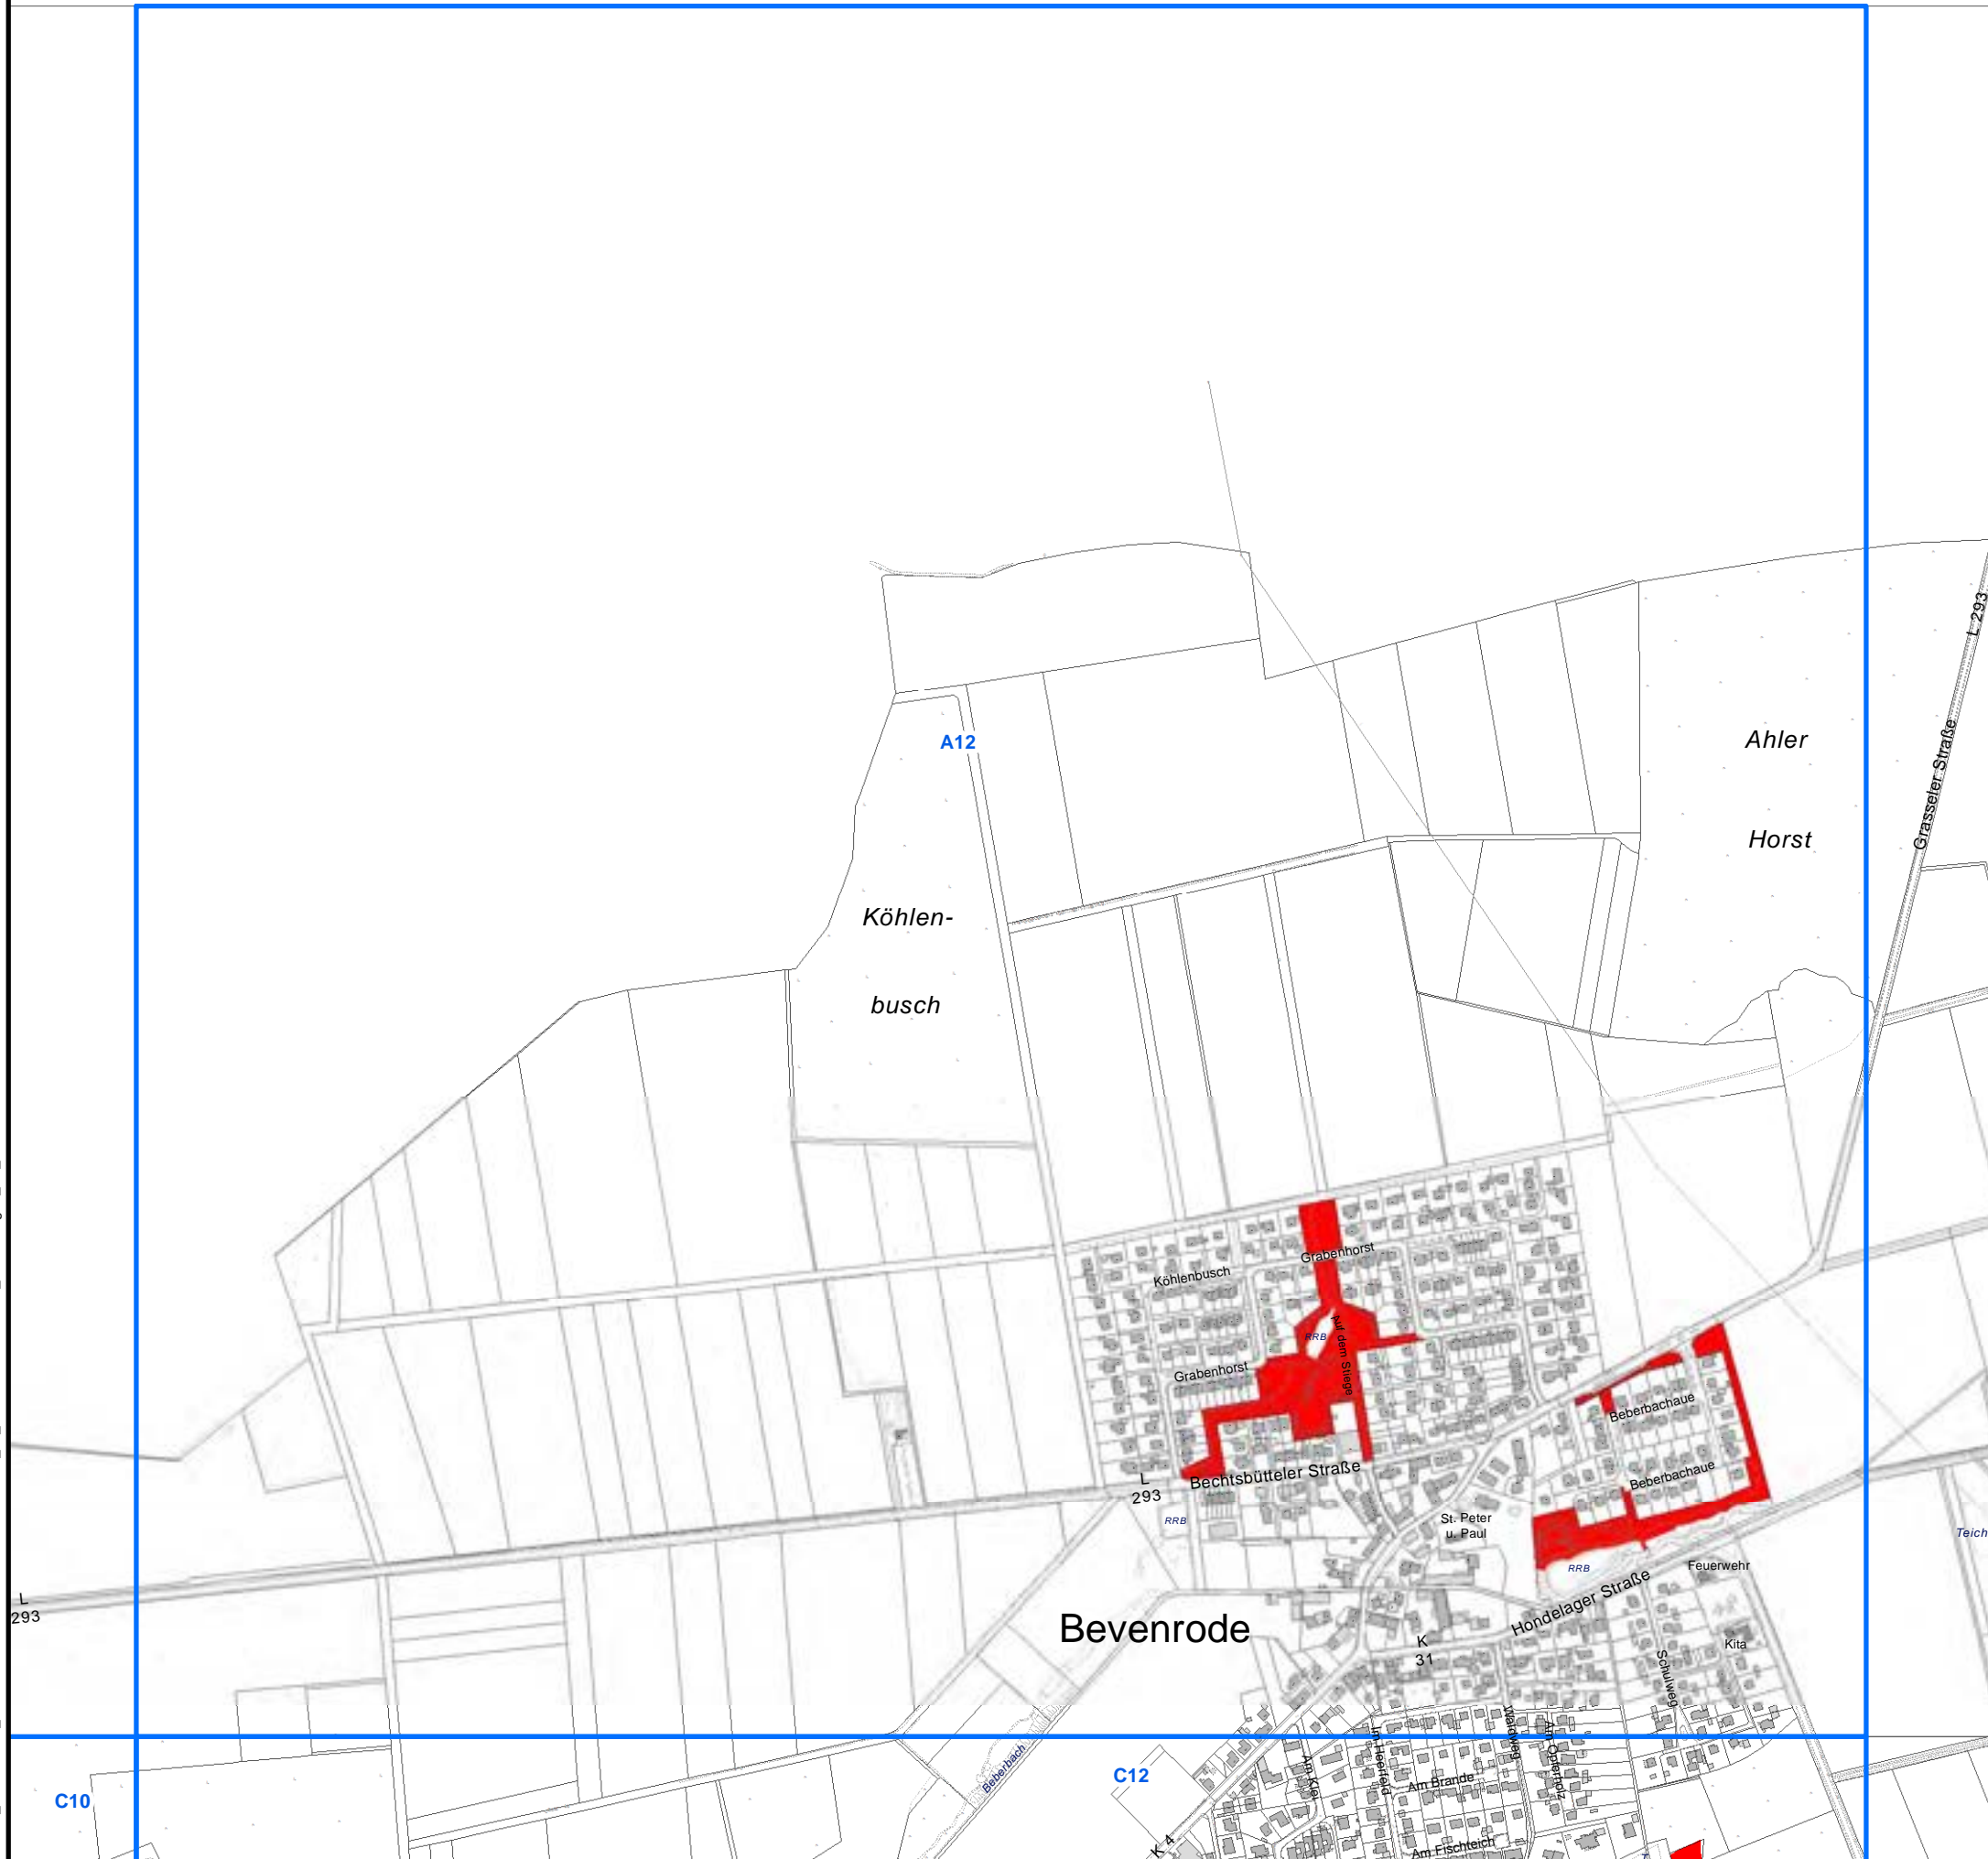 L 293
Ahler
A12
Grasseler Straße
Horst
Köhlen-
busch
Grabenhorst
Köhlenbusch
RRB
Auf dem Stiege
Grabenhorst
Beberbachaue
Beberbachaue
Bechtsbütteler Straße
L
293
RRB
St. Peter
u. Paul
Teich
RRB
Feuerwehr
L
293
Hondelager Straße
Bevenrode
K
31
Kita
Schulweg
Im Heerfeld
Waldweg
Am Opferholz
Beberbach
C12
Am Klei
Am Brande
C10
K 4
Am Fischteich